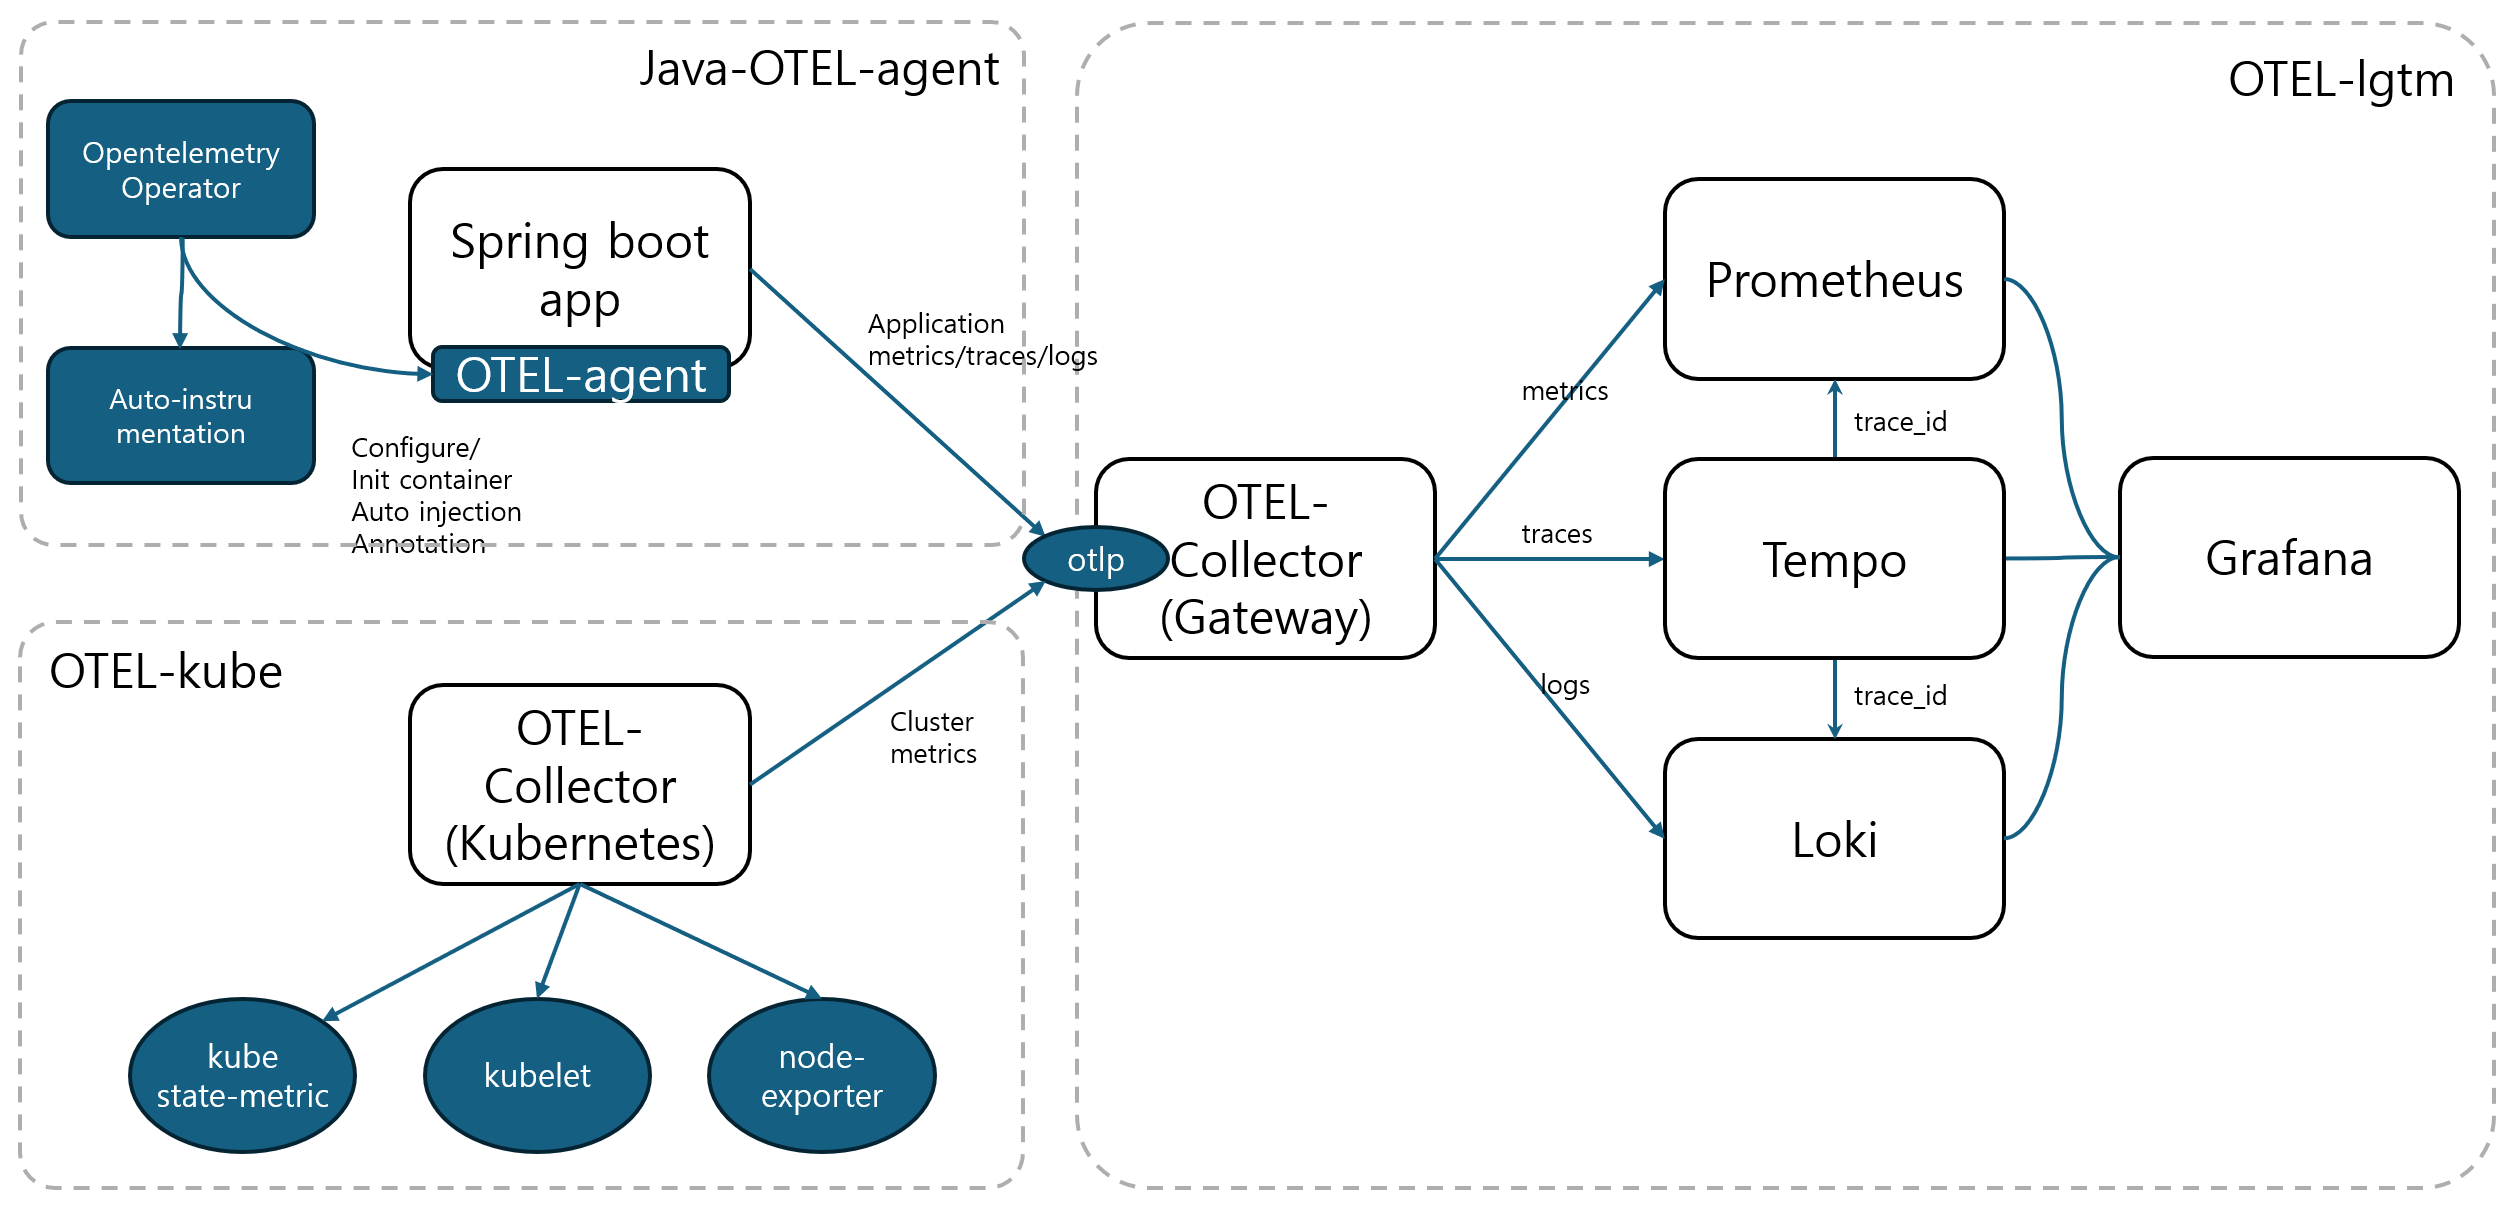 Java-OTEL-agent
Opentelemetry
Operator
Spring boot
app
OTEL-agent
Auto-instru
mentation
Configure/
Init container
Auto injection
Annotation
Application
metrics/traces/logs
OTEL-kube
OTEL-
Collector
(Kubernetes)
Cluster
metrics
kube
state-metric
kubelet
node-
exporter
OTEL-lgtm
otlp
OTEL-
Collector
(Gateway)
metrics
traces
logs
Prometheus
trace_id
Tempo
trace_id
Loki
Grafana